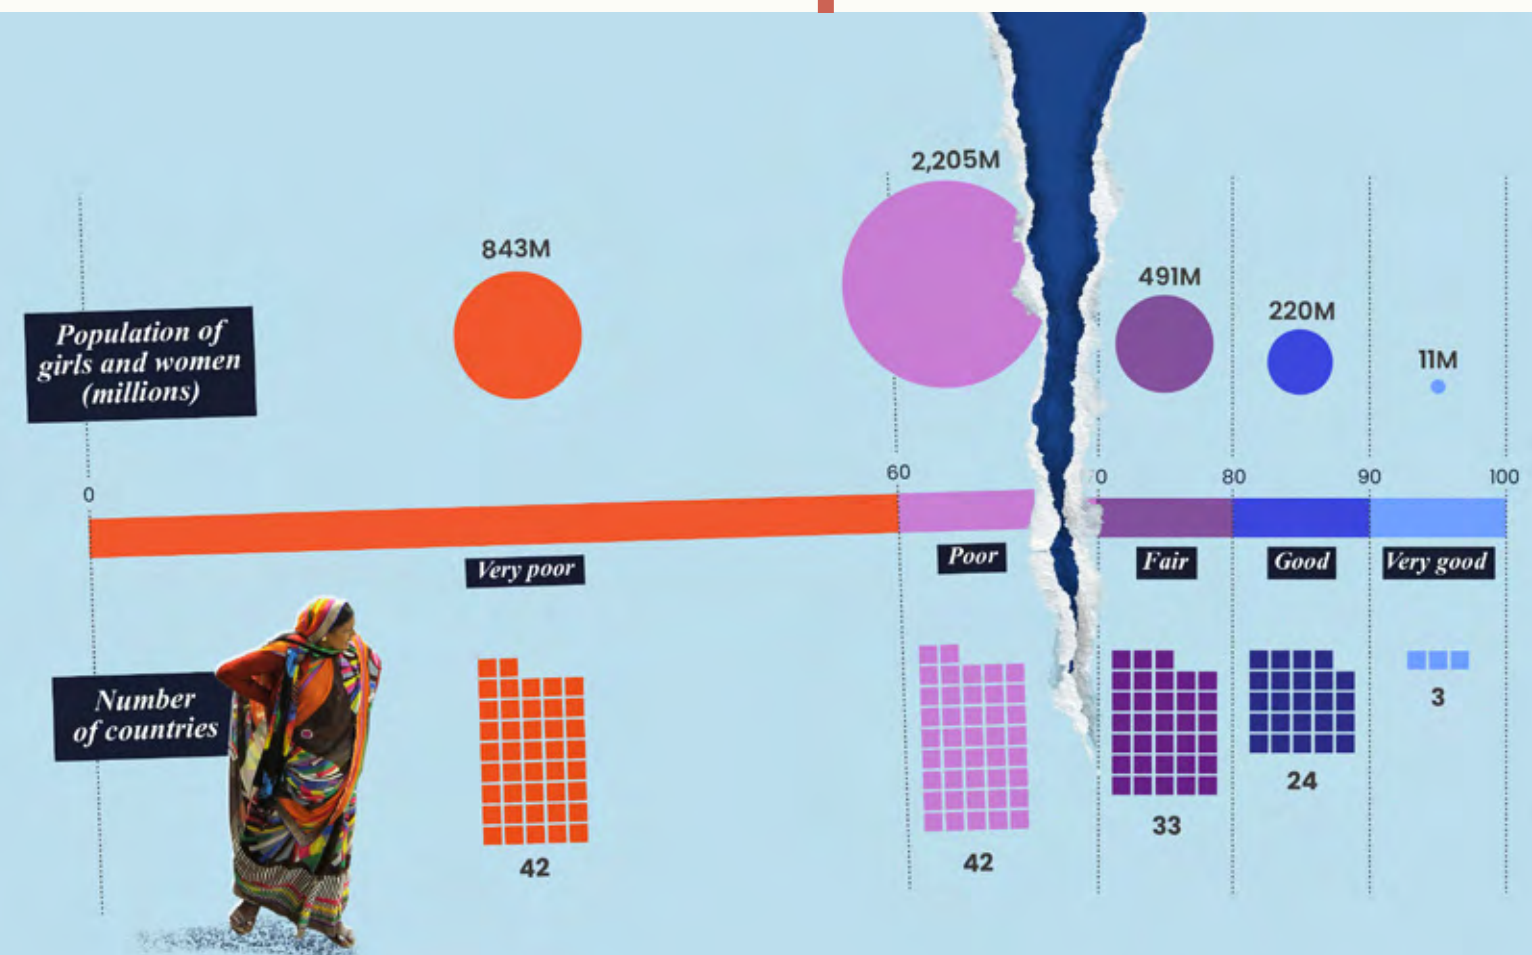 2,205M
843M
491M
220M
11M
Population of
girls and women
(millions)
0
60
70
80
90
100
Very poor
Poor
Fair
Good
Very good
Number
of countries
42
42
33
24
3